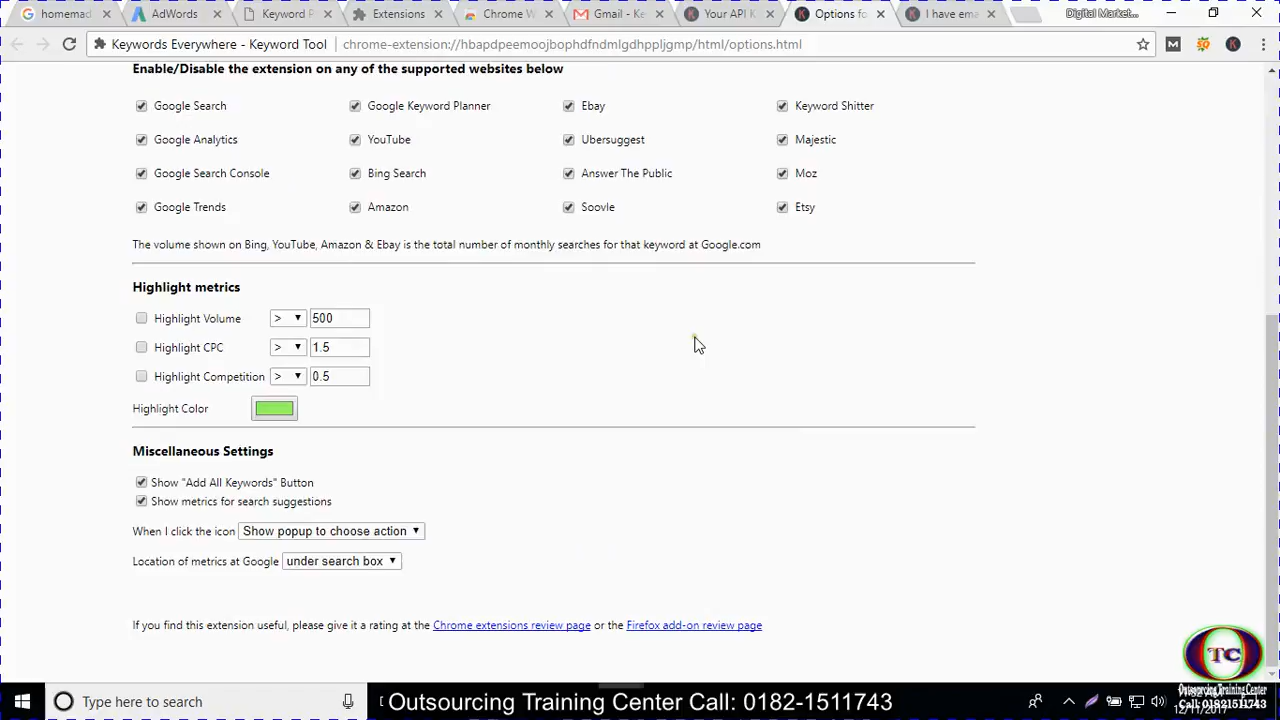 homemad
AdWords
Keyword P
Extensions
Chrome W
Gmail - Ke
Your API K
Options fo
I have ema
Digital Market...
Keywords Everywhere - Keyword Tool
chrome-extension://hbapdpeemoojbophdfndmlgdhppljgmp/html/options.html
Enable/Disable the extension on any of the supported websites below
Google Search Google Keyword Planner Ebay Keyword Shitter
Google Analytics YouTube Ubersuggest Majestic
Google Search Console Bing Search Answer The Public Moz
Google Trends Amazon Soovle Etsy
The volume shown on Bing, YouTube, Amazon & Ebay is the total number of monthly searches for that keyword at Google.com
Highlight metrics
Highlight Volume > 500
Highlight CPC > 1.5
Highlight Competition > 0.5
Highlight Color
Miscellaneous Settings
Show "Add All Keywords" Button
Show metrics for search suggestions
When I click the icon Show popup to choose action
Location of metrics at Google under search box
If you find this extension useful, please give it a rating at the Chrome extensions review page or the Firefox add-on review page
OTC
Outsourcing Training Center
Call: 01821511743
Type here to search
Outsourcing Training Center Call: 0182-1511743